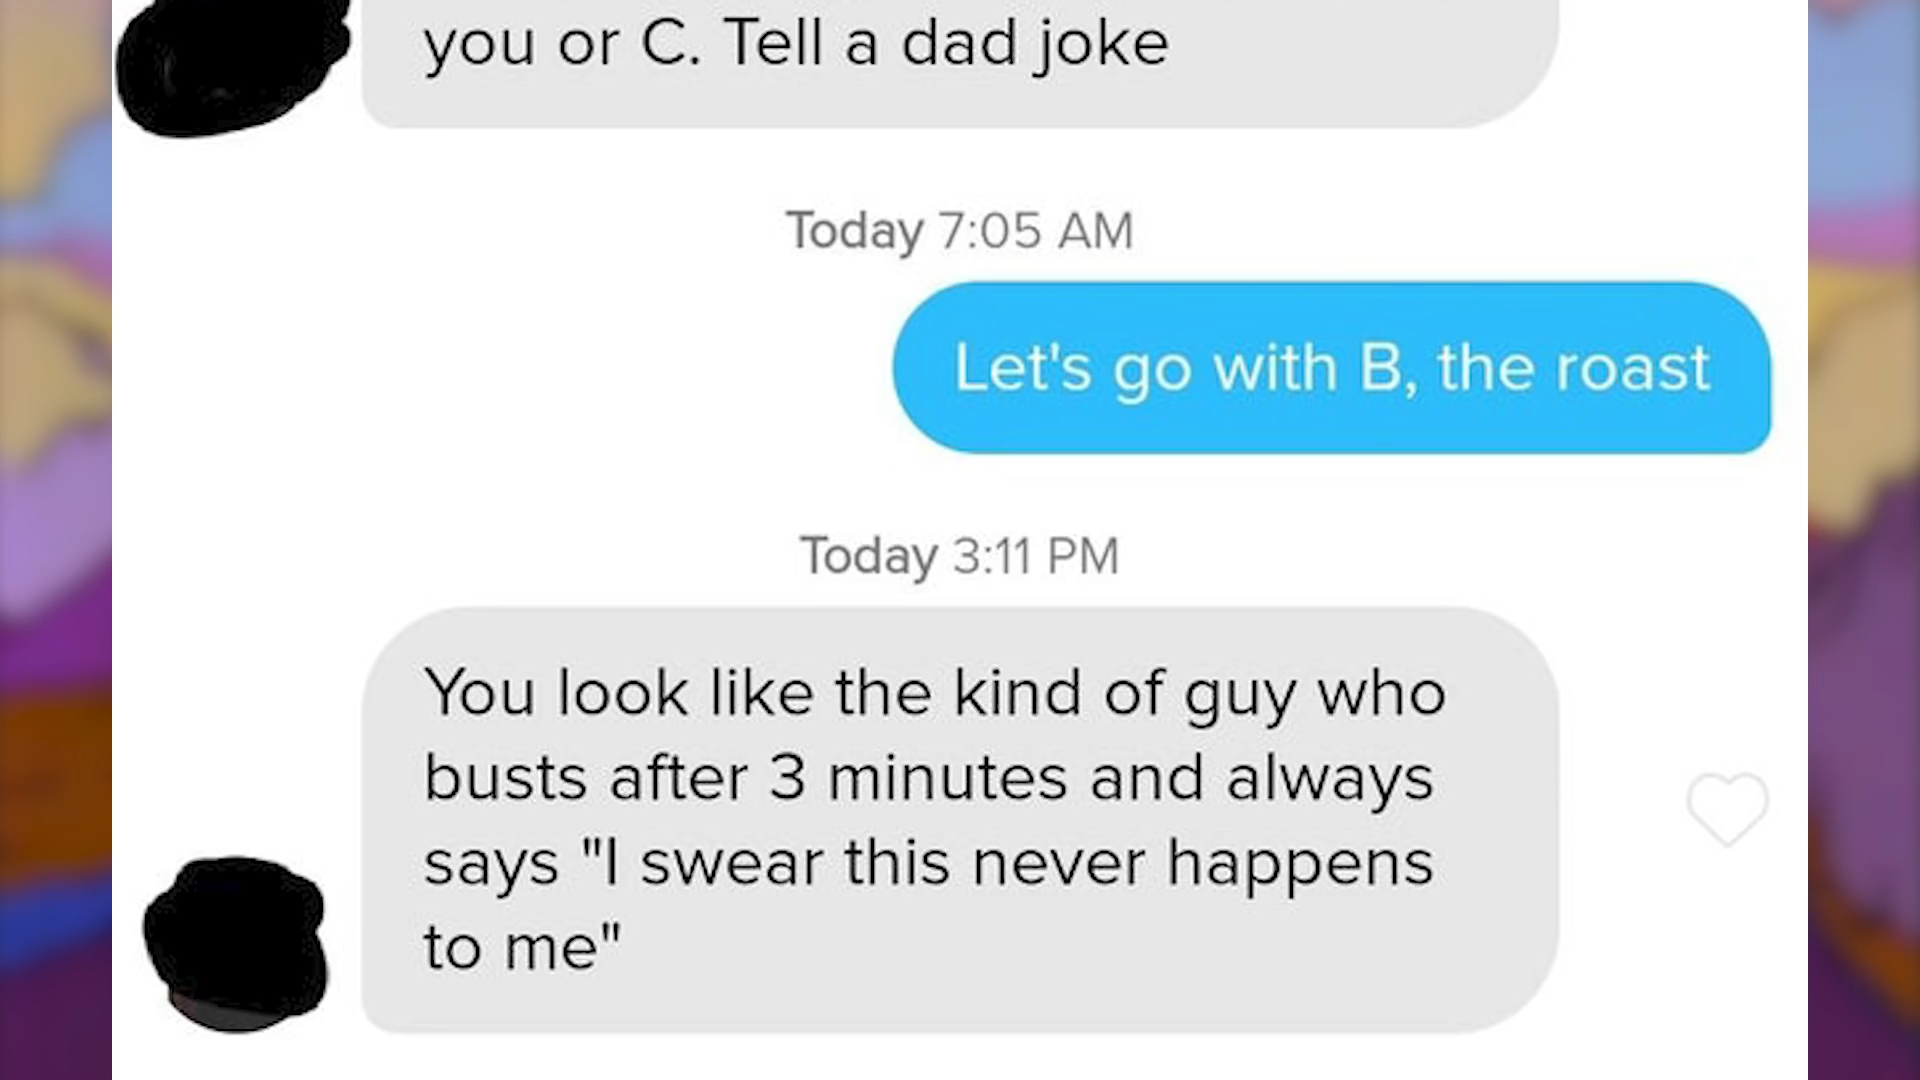 you or C. Tell a dad joke
Today 7:05 AM
Let's go with B, the roast
Today 3:11 PM
You look like the kind of guy who
busts after 3 minutes and always
says "I swear this never happens
to me"